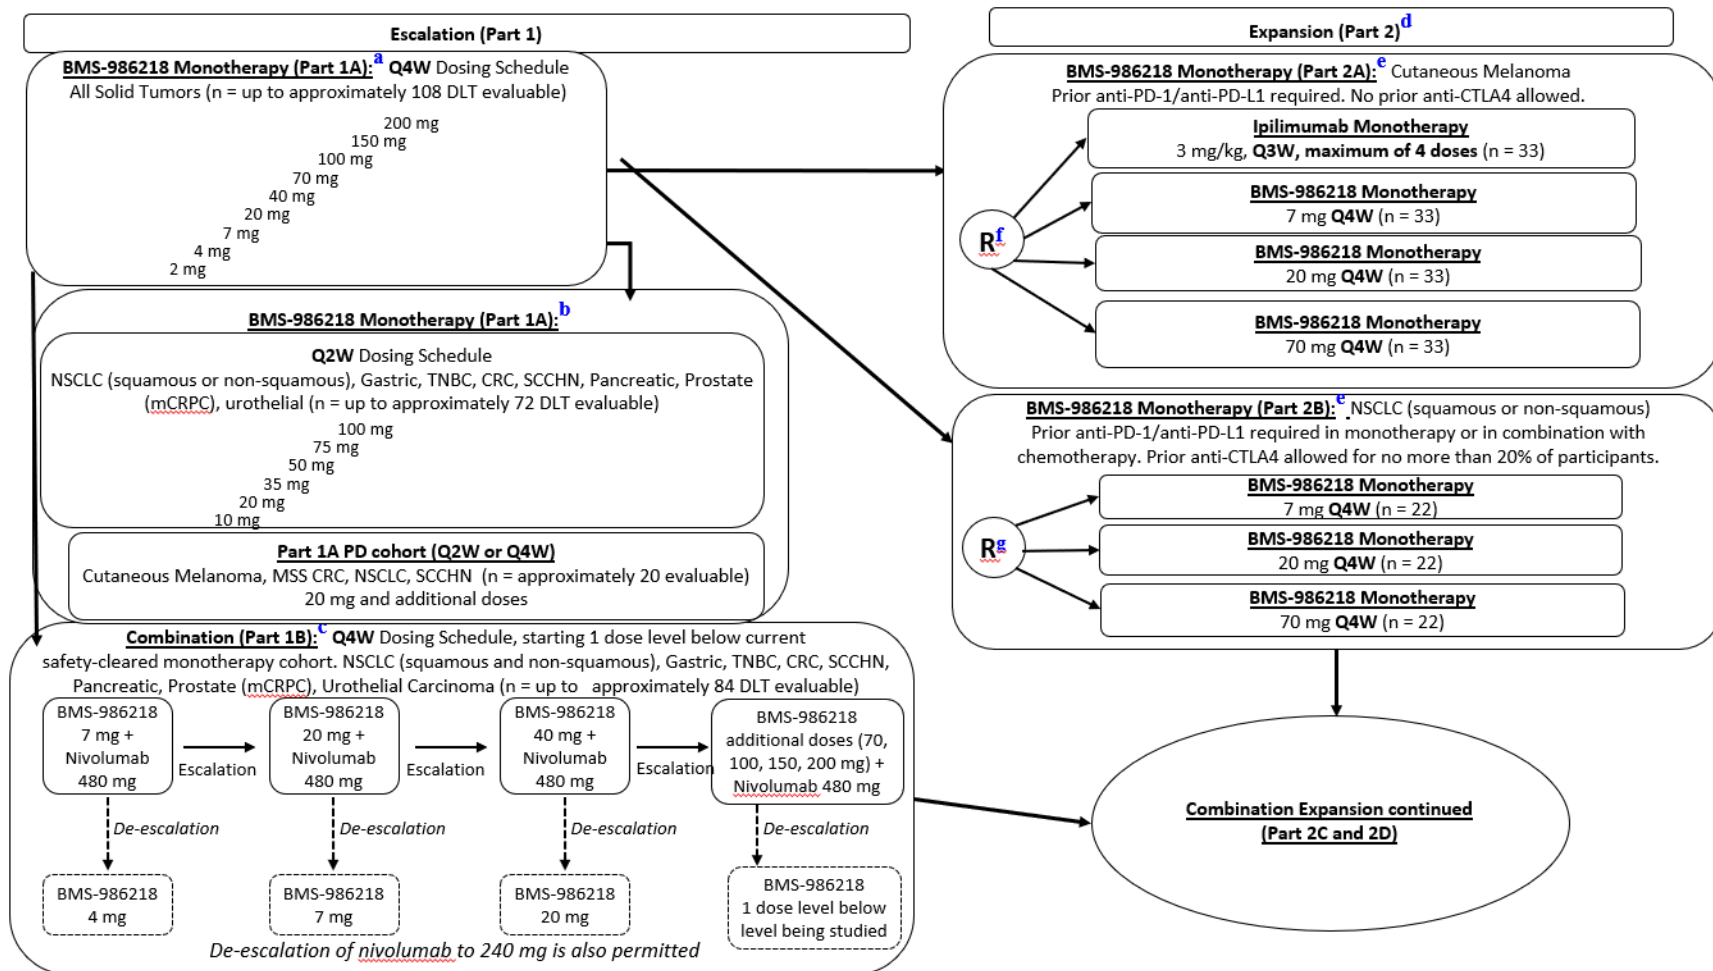 Escalation (Part 1)
BMS-986218 Monotherapy (Part 1A):a Q4W Dosing Schedule
All Solid Tumors (n = up to approximately 108 DLT evaluable)
200 mg
150 mg
100 mg
70 mg
40 mg
20 mg
7 mg
4 mg
2 mg
BMS-986218 Monotherapy (Part 1A):b
Q2W Dosing Schedule
NSCLC (squamous or non-squamous), Gastric, TNBC, CRC, SCCHN, Pancreatic, Prostate
(mCRPC), urothelial (n = up to approximately 72 DLT evaluable)
100 mg
75 mg
50 mg
35 mg
20 mg
10 mg
Part 1A PD cohort (Q2W or Q4W)
Cutaneous Melanoma, MSS CRC, NSCLC, SCCHN (n = approximately 20 evaluable)
20 mg and additional doses
Combination (Part 1B):c Q4W Dosing Schedule, starting 1 dose level below current
safety-cleared monotherapy cohort. NSCLC (squamous and non-squamous), Gastric, TNBC, CRC, SCCHN,
Pancreatic, Prostate (mCRPC), Urothelial Carcinoma (n = up to approximately 84 DLT evaluable)
BMS-986218
7 mg +
Nivolumab
480 mg
Escalation
BMS-986218
20 mg +
Nivolumab
480 mg
Escalation
BMS-986218
40 mg +
Nivolumab
480 mg
Escalation
BMS-986218
additional doses (70,
100, 150, 200 mg) +
Nivolumab 480 mg
De-escalation
De-escalation
De-escalation
De-escalation
BMS-986218
4 mg
BMS-986218
7 mg
BMS-986218
20 mg
BMS-986218
1 dose level below
level being studied
De-escalation of nivolumab to 240 mg is also permitted
Expansion (Part 2)d
BMS-986218 Monotherapy (Part 2A):e Cutaneous Melanoma
Prior anti-PD-1/anti-PD-L1 required. No prior anti-CTLA4 allowed.
Rf
Ipilimumab Monotherapy
3 mg/kg, Q3W, maximum of 4 doses (n = 33)
BMS-986218 Monotherapy
7 mg Q4W (n = 33)
BMS-986218 Monotherapy
20 mg Q4W (n = 33)
BMS-986218 Monotherapy
70 mg Q4W (n = 33)
BMS-986218 Monotherapy (Part 2B):e NSCLC (squamous or non-squamous)
Prior anti-PD-1/anti-PD-L1 required in monotherapy or in combination with
chemotherapy. Prior anti-CTLA4 allowed for no more than 20% of participants.
Rg
BMS-986218 Monotherapy
7 mg Q4W (n = 22)
BMS-986218 Monotherapy
20 mg Q4W (n = 22)
BMS-986218 Monotherapy
70 mg Q4W (n = 22)
Combination Expansion continued
(Part 2C and 2D)